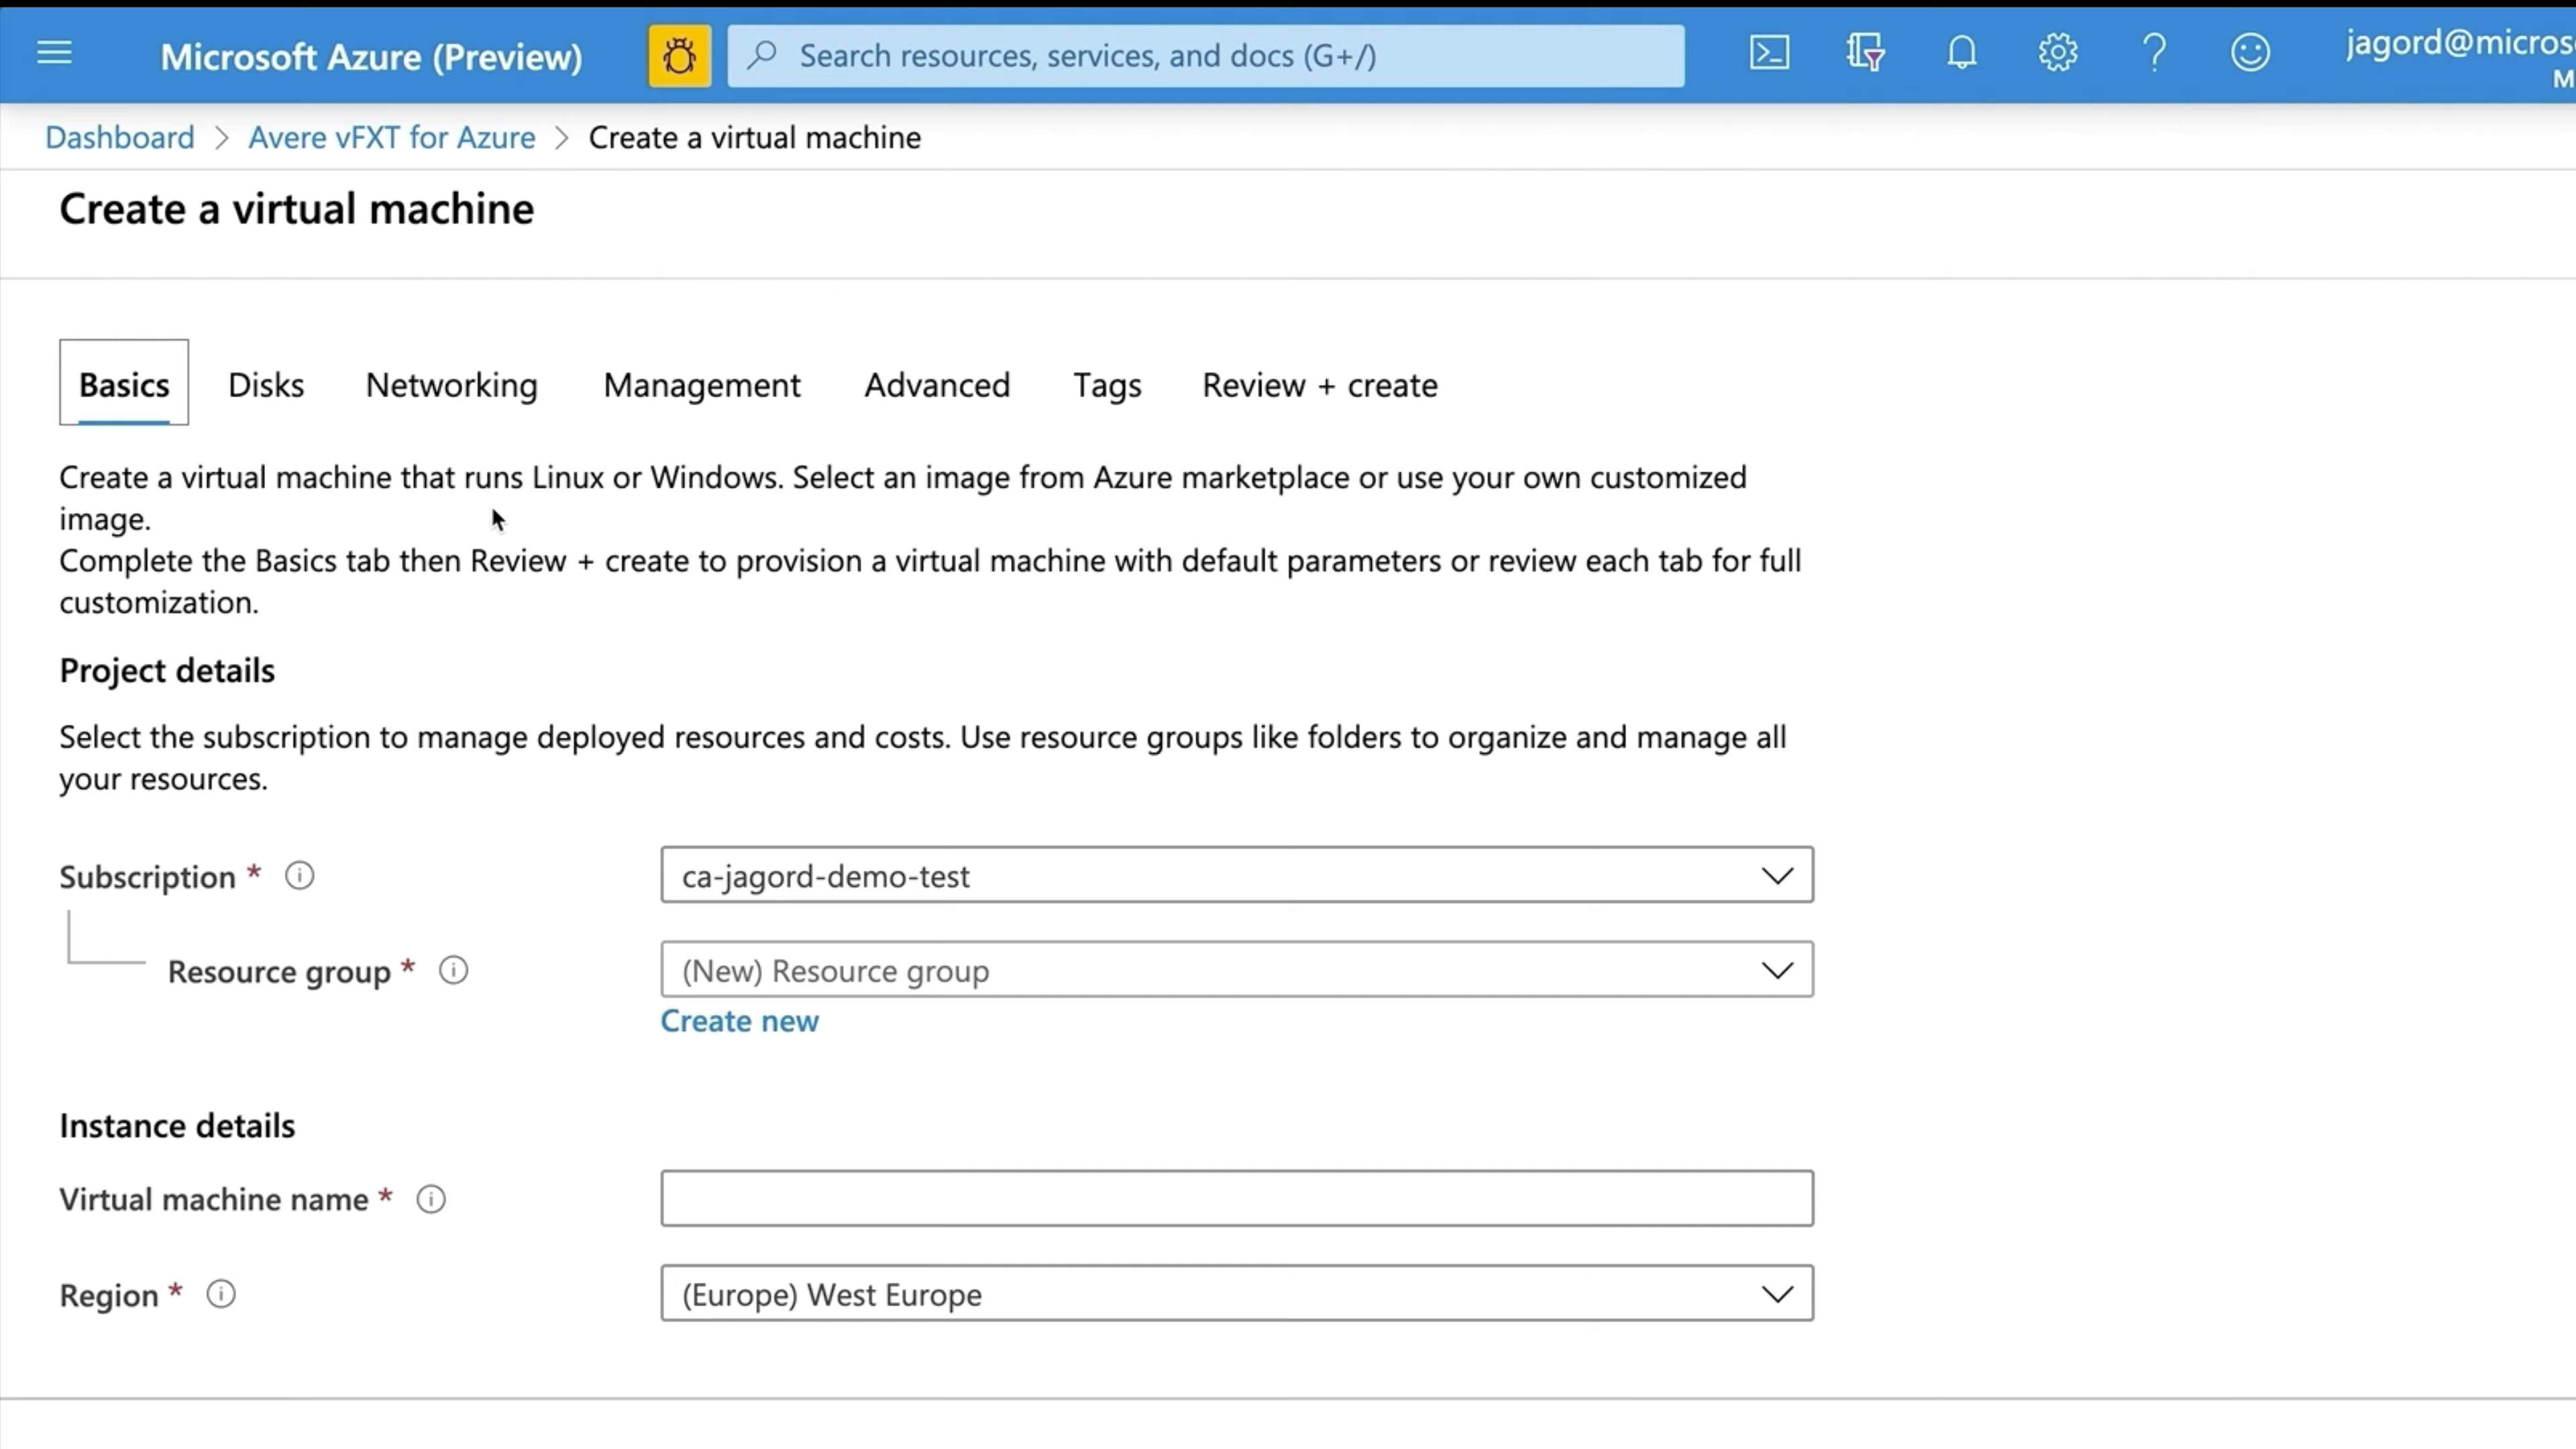 Microsoft Azure (Preview)
Search resources, services, and docs (G+/)
jagord@micros
M
Dashboard > Avere vFXT for Azure > Create a virtual machine
Create a virtual machine
Basics Disks Networking Management Advanced Tags Review + create
Create a virtual machine that runs Linux or Windows. Select an image from Azure marketplace or use your own customized
image.
Complete the Basics tab then Review + create to provision a virtual machine with default parameters or review each tab for full
customization.
Project details
Select the subscription to manage deployed resources and costs. Use resource groups like folders to organize and manage all
your resources.
Subscription * ca-jagord-demo-test
Resource group * (New) Resource group
Create new
Instance details
Virtual machine name *
Region * (Europe) West Europe